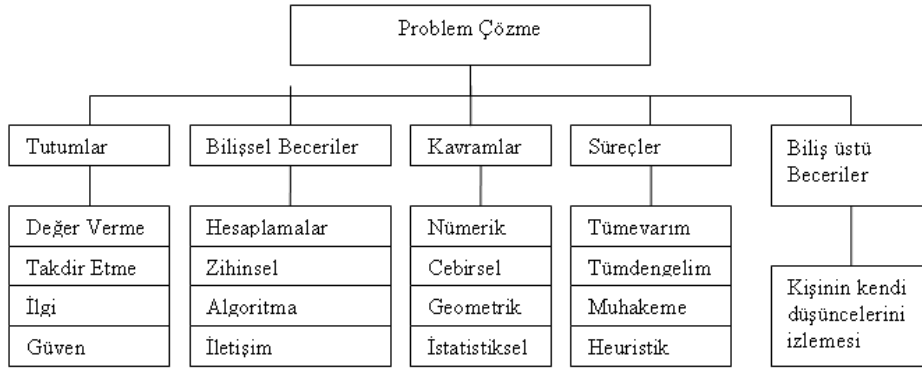 Problem Çözme
Tutumlar
Bilişsel Beceriler
Kavramlar
Süreçler
Biliş üstü
Beceriler
Değer Verme
Takdir Etme
İlgi
Güven
Hesaplamalar
Zihinsel
Algoritma
İletişim
Nümerik
Cebirsel
Geometrik
İstatistiksel
Tümevarım
Tümdengelim
Muhakeme
Heuristik
Kişinin kendi
düşüncelerini
izlemesi